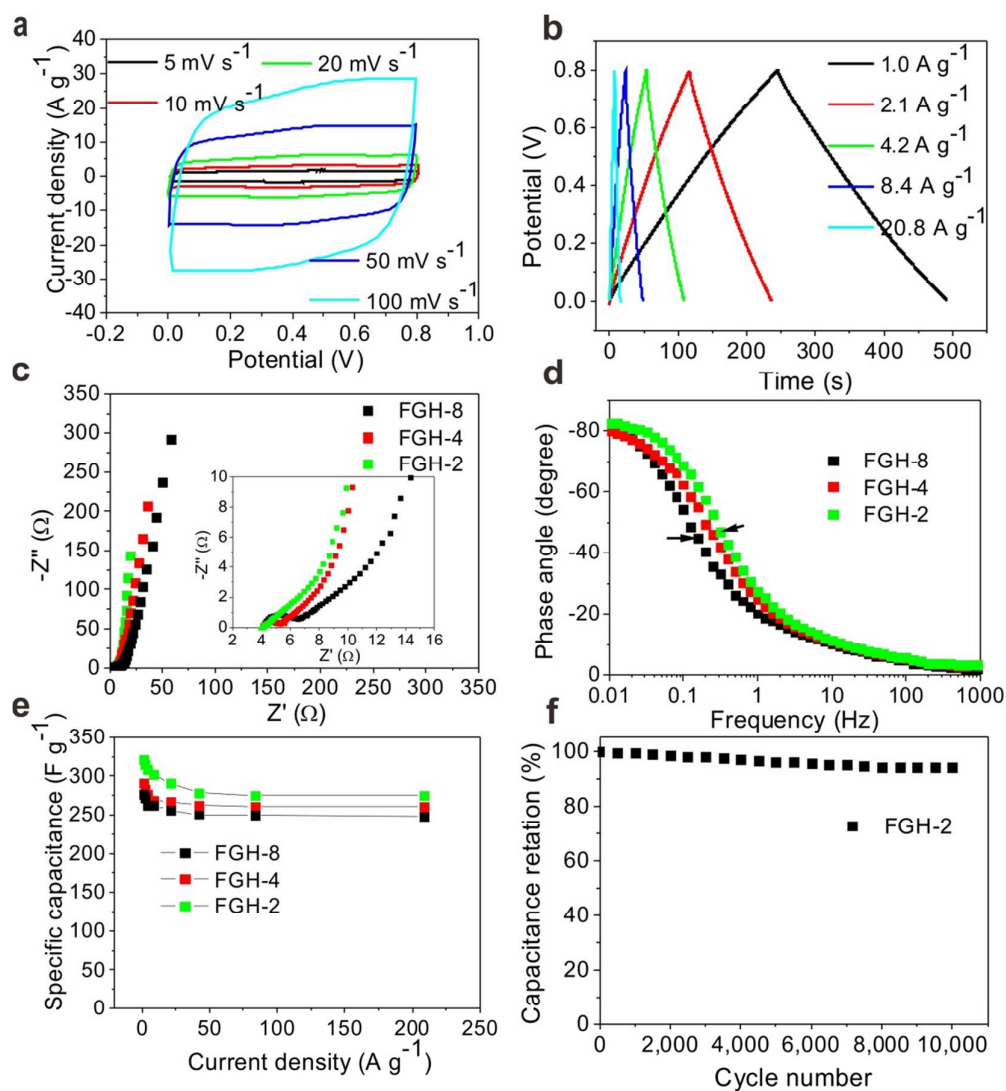 a
Current density (A g⁻¹)
40
30
20
10
0
-10
-20
-30
-40
5 mV s⁻¹
20 mV s⁻¹
10 mV s⁻¹
50 mV s⁻¹
100 mV s⁻¹
-0.2 0.0 0.2 0.4 0.6 0.8 1.0
Potential (V)
b
Potential (V)
0.8
0.6
0.4
0.2
0.0
1.0 A g⁻¹
2.1 A g⁻¹
4.2 A g⁻¹
8.4 A g⁻¹
20.8 A g⁻¹
0 100 200 300 400 500
Time (s)
c
-Z" (Ω)
350
300
250
200
150
100
50
0
FGH-8
FGH-4
FGH-2
-Z" (Ω)
10
8
6
4
2
0
2 4 6 8 10 12 14 16
Z' (Ω)
0 50 100 150 200 250 300 350
Z' (Ω)
d
Phase angle (degree)
-80
-60
-40
-20
0
FGH-8
FGH-4
FGH-2
0.01 0.1 1 10 100 1000
Frequency (Hz)
e
Specific capacitance (F g⁻¹)
350
300
250
200
150
100
50
0
FGH-8
FGH-4
FGH-2
0 50 100 150 200 250
Current density (A g⁻¹)
f
Capacitance retation (%)
100
80
60
40
20
0
FGH-2
0 2,000 4,000 6,000 8,000 10,000
Cycle number